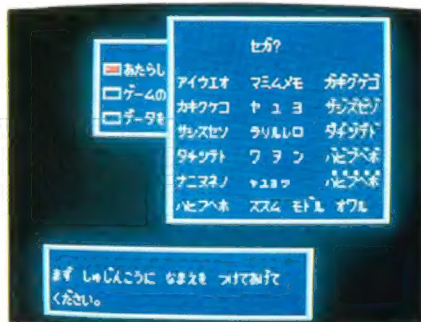 セガ?
あたらし
ゲームの
データを
アイウエオ マミムメモ ガギグゲゴ
カキクケコ ヤ ユ ヨ ザジズゼゾ
サシスセソ ラリルレロ ダヂヅデド
タチツテト ワ ヲ ン バビブベボ
ナニヌネノ ャュョッ パピプペポ
ハヒフヘホ ススム モドル オワル
まず しゅじんこうに なまえを つけてあげて
ください。